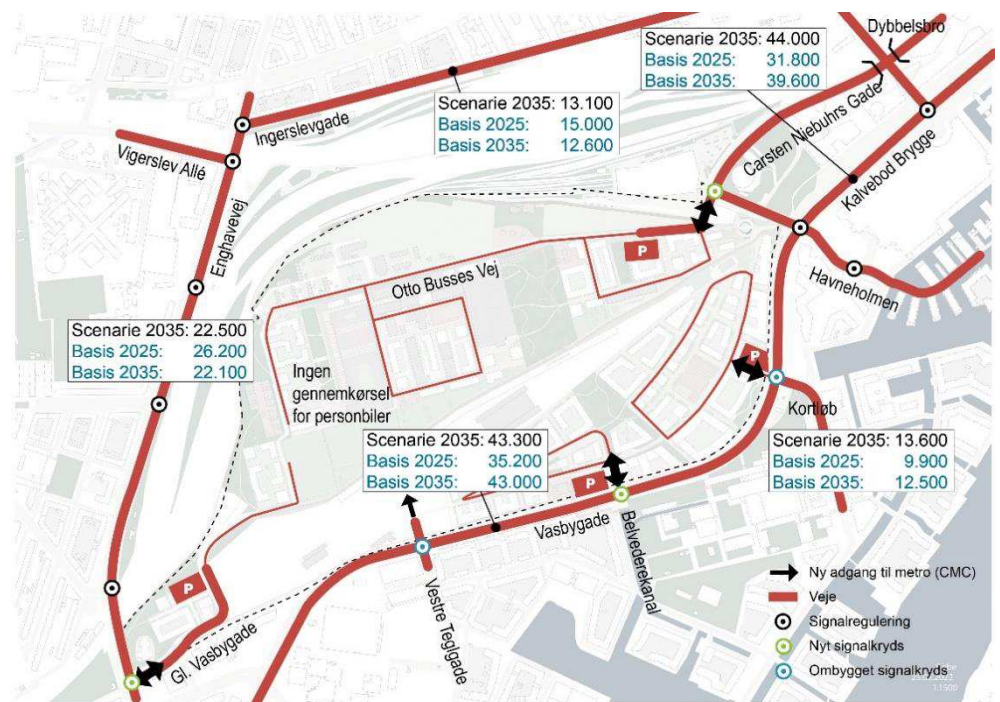 Dybbelsbro
Scenarie 2035: 44.000
Basis 2025: 31.800
Basis 2035: 39.600
Scenarie 2035: 13.100
Basis 2025: 15.000
Basis 2035: 12.600
Ingerslevgade
Vigerslev Allé
Carsten Niebuhrs Gade
Kalvebod Brygge
Enghavevej
P
Otto Busses Vej
Havneholmen
Scenarie 2035: 22.500
Basis 2025: 26.200
Basis 2035: 22.100
Ingen
gennemkørsel
for personbiler
P
Kortløb
Scenarie 2035: 43.300
Basis 2025: 35.200
Basis 2035: 43.000
Scenarie 2035: 13.600
Basis 2025: 9.900
Basis 2035: 12.500
P
Vasbygade
Belvederekanal
P
Vestre Teglgade
Gl. Vasbygade
Ny adgang til metro (CMC)
Veje
Signalregulering
Nyt signalkryds
Ombygget signalkryds